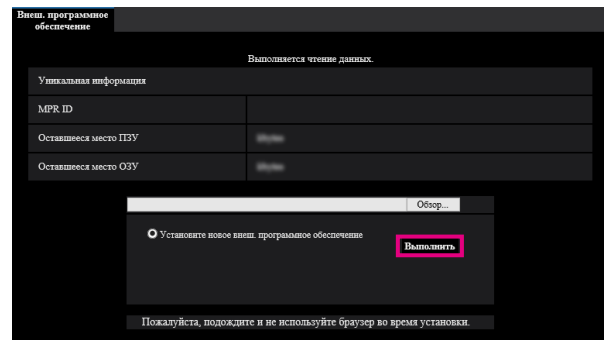 Внеш. программное
обеспечение
Выполняется чтение данных.
Уникальная информация
MPR ID
Оставшееся место ПЗУ
Оставшееся место ОЗУ
Обзор...
Установите новое внеш. программное обеспечение
Выполнить
Пожалуйста, подождите и не используйте браузер во время установки.